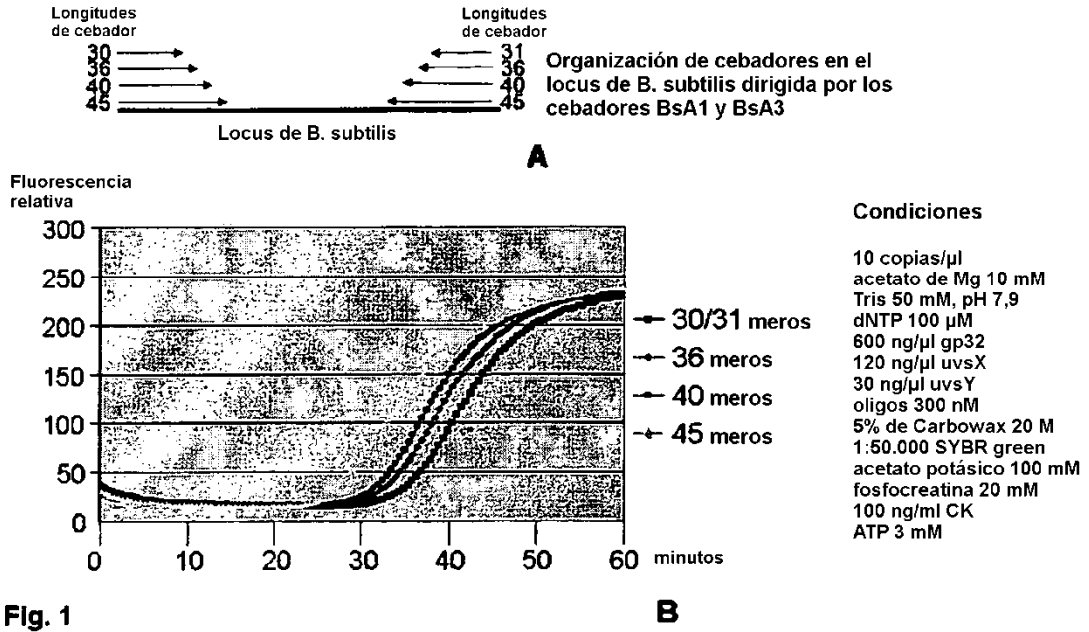 Longitudes
de cebador
30
36
40
45
Longitudes
de cebador
31
36
40
45
Locus de B. subtilis
Organización de cebadores en el
locus de B. subtilis dirigida por los
cebadores BsA1 y BsA3
A
Fluorescencia
relativa
300
250
200
150
100
50
0
0 10 20 30 40 50 60 minutos
30/31 meros
36 meros
40 meros
45 meros
Condiciones
10 copias/µl
acetato de Mg 10 mM
Tris 50 mM, pH 7,9
dNTP 100 µM
600 ng/µl gp32
120 ng/µl uvsX
30 ng/µl uvsY
oligos 300 nM
5% de Carbowax 20 M
1:50.000 SYBR green
acetato potásico 100 mM
fosfocreatina 20 mM
100 ng/ml CK
ATP 3 mM
Fig. 1
B